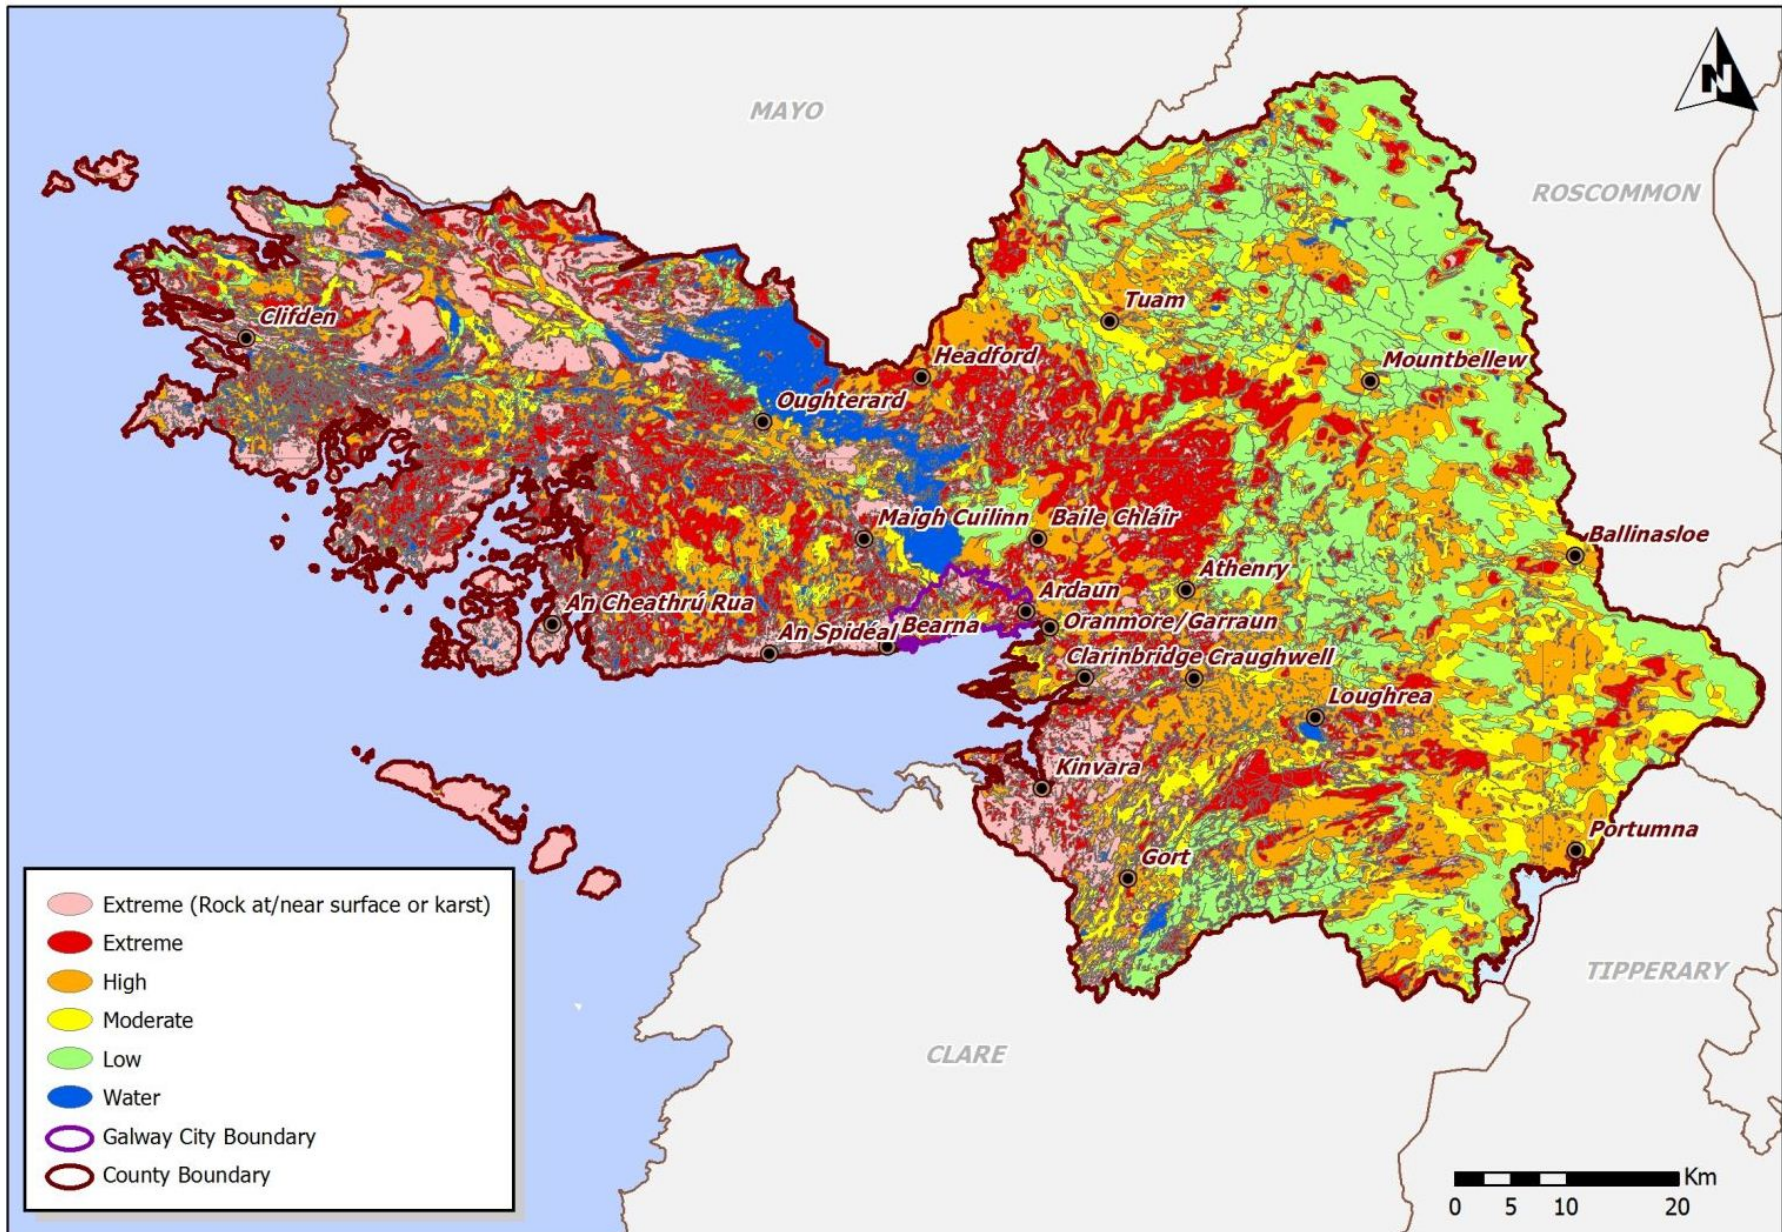 N
MAYO
ROSCOMMON
Clifden
Tuam
Headford
Mountbellew
Oughterard
Maigh Cuilinn
Baile Chláir
Ballinasloe
Athenry
An Cheathrú Rua
Ardaun
An Spidéal
Bearna
Oranmore/Garraun
Clarinbridge
Craughwell
Loughrea
Kinvara
Portumna
Gort
TIPPERARY
CLARE
Extreme (Rock at/near surface or karst)
Extreme
High
Moderate
Low
Water
Galway City Boundary
County Boundary
Km
0 5 10 20